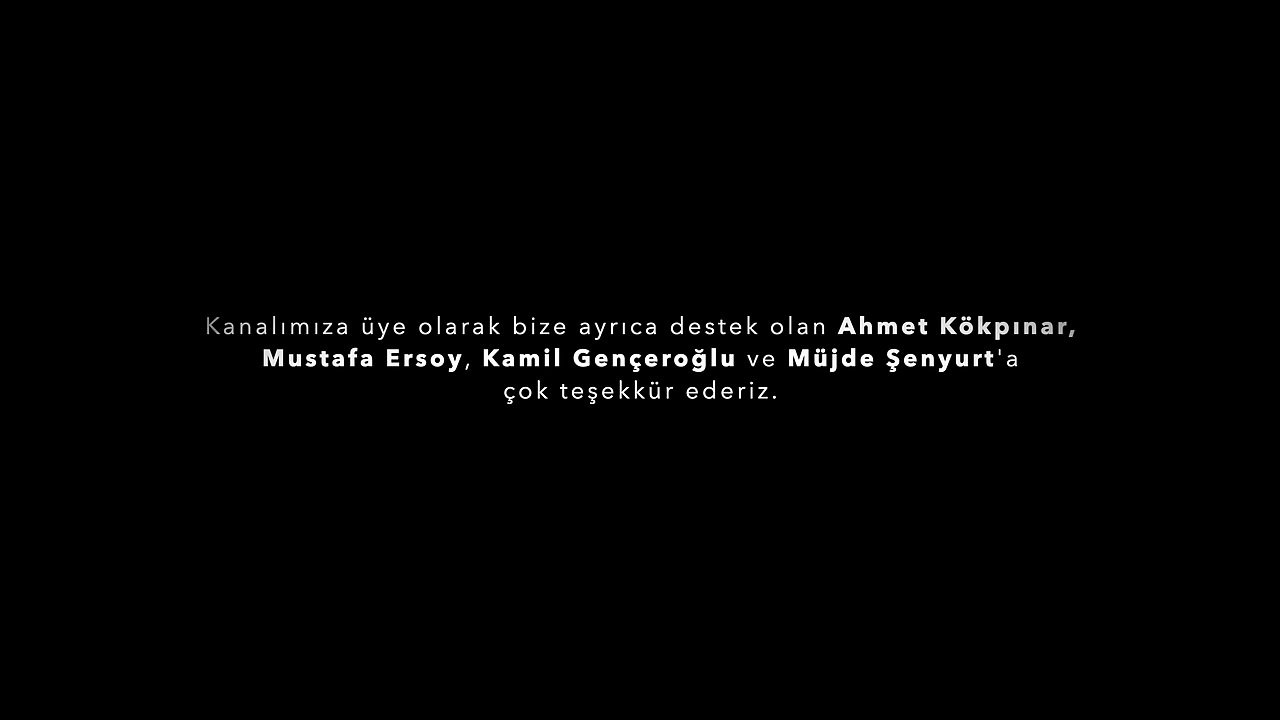 Kanalımıza üye olarak bize ayrıca destek olan Ahmet Kökpınar,
Mustafa Ersoy, Kamil Gençeroğlu ve Müjde Şenyurt'a
çok teşekkür ederiz.